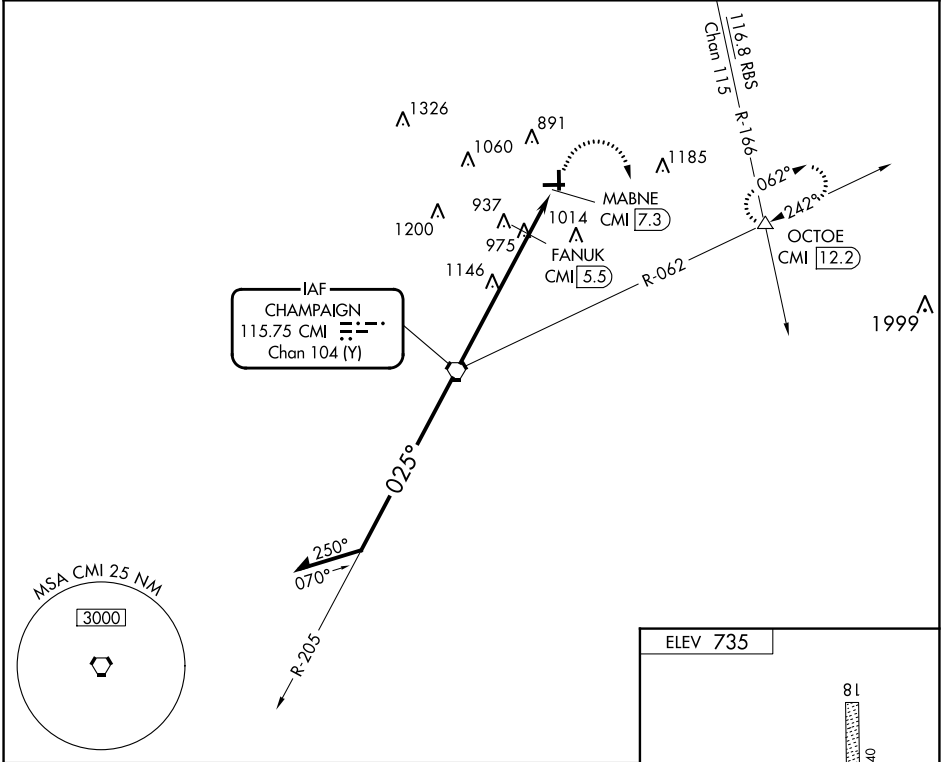 116.8 RBS
Chan 115
R-166
1326
1060
891
1185
062°
242°
MABNE
CMI 7.3
937
1014
1200
975
FANUK
CMI 5.5
OCTOE
CMI 12.2
1146
R-062
IAF
CHAMPAIGN
115.75 CMI
Chan 104 (Y)
1999
025°
250°
070°
R-205
MSA CMI 25 NM
3000
ELEV 735
18
40